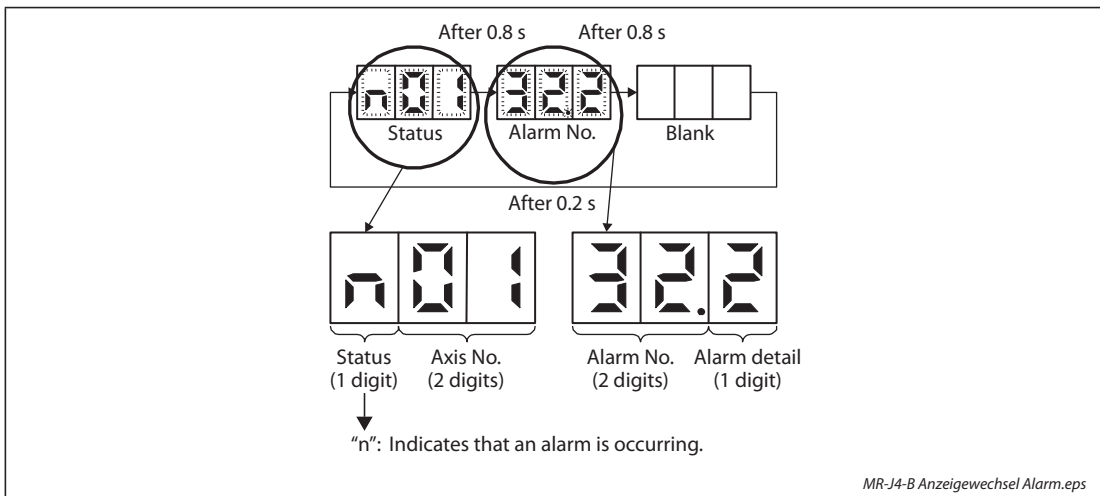 After 0.8 s After 0.8 s
n01 32.2
Status Alarm No. Blank
After 0.2 s
n01 32.2
Status Axis No. Alarm No. Alarm detail
(1 digit) (2 digits) (2 digits) (1 digit)
“n”: Indicates that an alarm is occurring.
MR-J4-B Anzeigewechsel Alarm.eps